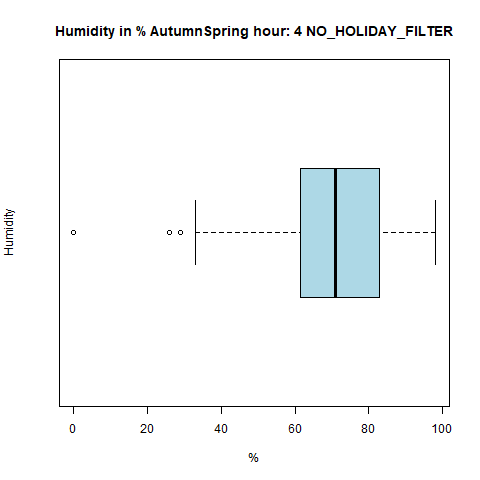 Humidity in % AutumnSpring hour: 4 NO_HOLIDAY_FILTER
Humidity
0 20 40 60 80 100
%